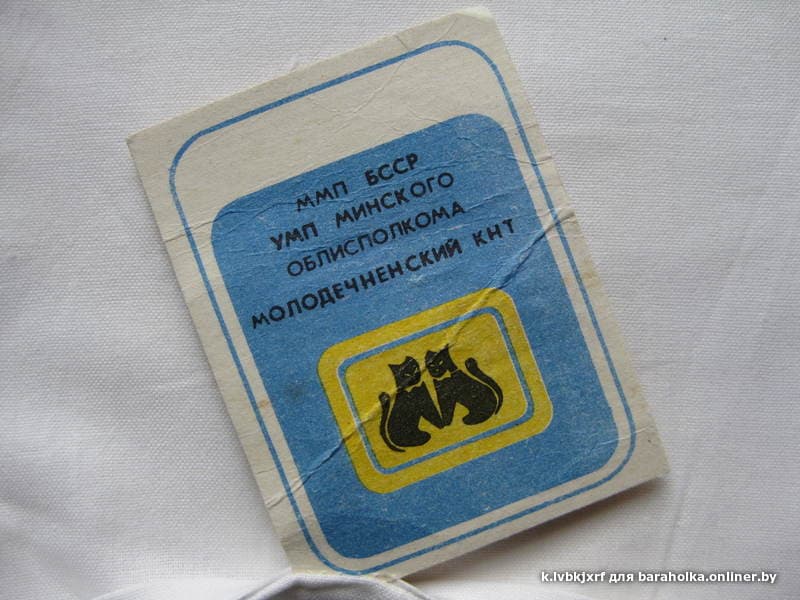 ММП БССР
УМП МИНСКОГО
ОБЛИСПОЛКОМА
МОЛОДЕЧНЕНСКИЙ КНТ
k.lvbkjxrf для baraholka.onliner.by